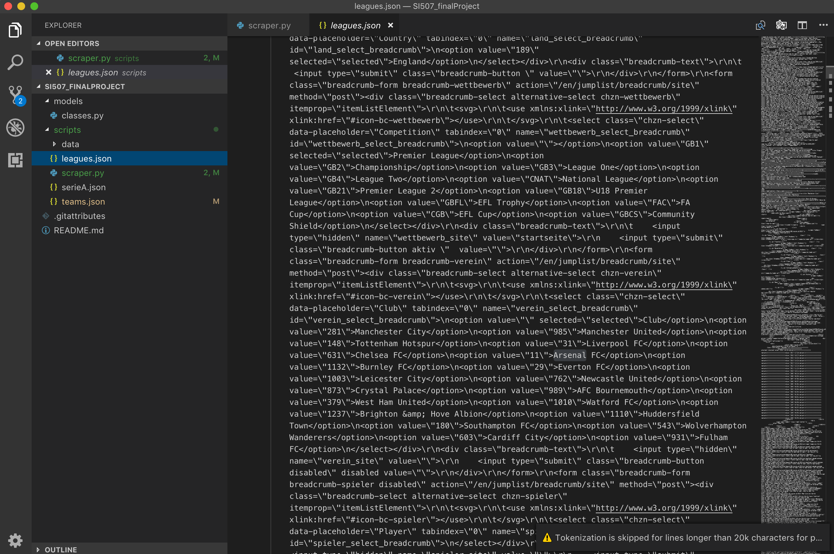 leagues.json — SI507_finalProject
EXPLORER
OPEN EDITORS
scraper.py scripts 2, M
{} leagues.json scripts
SI507_FINALPROJECT
models
classes.py
scripts
data
{} leagues.json
scraper.py 2, M
{} serieA.json
{} teams.json M
.gitattributes
README.md
OUTLINE
2
scraper.py
{} leagues.json
data-placeholder=\"Country\" tabindex=\"0\" name=\"land_select_breadcrumb\"
id=\"land_select_breadcrumb\">\n<option value=\"189\"
selected=\"selected\">England</option>\n</select></div>\r\n<div class=\"breadcrumb-text\">\r\n\t
<input type=\"submit\" class=\"breadcrumb-button \" value=\"\">\r\n</div>\r\n</form>\r\n<form
class=\"breadcrumb-form breadcrumb-wettbewerb\" action=\"/en/jumplist/breadcrumb/site\"
method=\"post\"><div class=\"breadcrumb-select alternative-select chzn-wettbewerb\"
itemprop=\"itemListElement\">\r\n\t<svg>\r\n\t\t<use xmlns:xlink=\"http://www.w3.org/1999/xlink\"
xlink:href=\"#icon-bc-wettbewerb\"></use>\r\n\t</svg>\r\n\t<select class=\"chzn-select\"
data-placeholder=\"Competition\" tabindex=\"0\" name=\"wettbewerb_select_breadcrumb\"
id=\"wettbewerb_select_breadcrumb\">\n<option value=\"\"></option>\n<option value=\"GB1\"
selected=\"selected\">Premier League</option>\n<option
value=\"GB2\">Championship</option>\n<option value=\"GB3\">League One</option>\n<option
value=\"GB4\">League Two</option>\n<option value=\"CNAT\">National League</option>\n<option
value=\"GB21\">Premier League 2</option>\n<option value=\"GB18\">U18 Premier
League</option>\n<option value=\"GBFL\">EFL Trophy</option>\n<option value=\"FAC\">FA
Cup</option>\n<option value=\"CGB\">EFL Cup</option>\n<option value=\"GBCS\">Community
Shield</option>\n</select></div>\r\n<div class=\"breadcrumb-text\">\r\n\t    <input
type=\"hidden\" name=\"wettbewerb_site\" value=\"startseite\">\r\n    <input type=\"submit\"
class=\"breadcrumb-button aktiv \"  value=\"\">\r\n</div>\r\n</form>\r\n<form
class=\"breadcrumb-form breadcrumb-verein\" action=\"/en/jumplist/breadcrumb/site\"
method=\"post\"><div class=\"breadcrumb-select alternative-select chzn-verein\"
itemprop=\"itemListElement\">\r\n\t<svg>\r\n\t\t<use xmlns:xlink=\"http://www.w3.org/1999/xlink\"
xlink:href=\"#icon-bc-verein\"></use>\r\n\t</svg>\r\n\t<select class=\"chzn-select\"
data-placeholder=\"Club\" tabindex=\"0\" name=\"verein_select_breadcrumb\"
id=\"verein_select_breadcrumb\">\n<option value=\"\" selected=\"selected\">Club</option>\n<option
value=\"281\">Manchester City</option>\n<option value=\"985\">Manchester United</option>\n<option
value=\"148\">Tottenham Hotspur</option>\n<option value=\"31\">Liverpool FC</option>\n<option
value=\"631\">Chelsea FC</option>\n<option value=\"11\">Arsenal FC</option>\n<option
value=\"1132\">Burnley FC</option>\n<option value=\"29\">Everton FC</option>\n<option
value=\"1003\">Leicester City</option>\n<option value=\"762\">Newcastle United</option>\n<option
value=\"873\">Crystal Palace</option>\n<option value=\"989\">AFC Bournemouth</option>\n<option
value=\"379\">West Ham United</option>\n<option value=\"1010\">Watford FC</option>\n<option
value=\"1237\">Brighton &amp; Hove Albion</option>\n<option value=\"1110\">Huddersfield
Town</option>\n<option value=\"180\">Southampton FC</option>\n<option value=\"543\">Wolverhampton
Wanderers</option>\n<option value=\"603\">Cardiff City</option>\n<option value=\"931\">Fulham
FC</option>\n</select></div>\r\n<div class=\"breadcrumb-text\">\r\n\t    <input type=\"hidden\"
name=\"verein_site\" value=\"\">\r\n    <input type=\"submit\" class=\"breadcrumb-button
disabled\" disabled value=\"\">\r\n</div>\r\n</form>\r\n<form class=\"breadcrumb-form
breadcrumb-spieler disabled\" action=\"/en/jumplist/breadcrumb/site\" method=\"post\"><div
class=\"breadcrumb-select alternative-select chzn-spieler\"
itemprop=\"itemListElement\">\r\n\t<svg>\r\n\t\t<use xmlns:xlink=\"http://www.w3.org/1999/xlink\"
xlink:href=\"#icon-bc-spieler\"></use>\r\n\t</svg>\r\n\t<select class=\"chzn-select\"
data-placeholder=\"Player\" tabindex=\"0\" name=\"sp
id=\"spieler_select_breadcrumb\">\n</select></div>\r
Tokenization is skipped for lines longer than 20k characters for p...